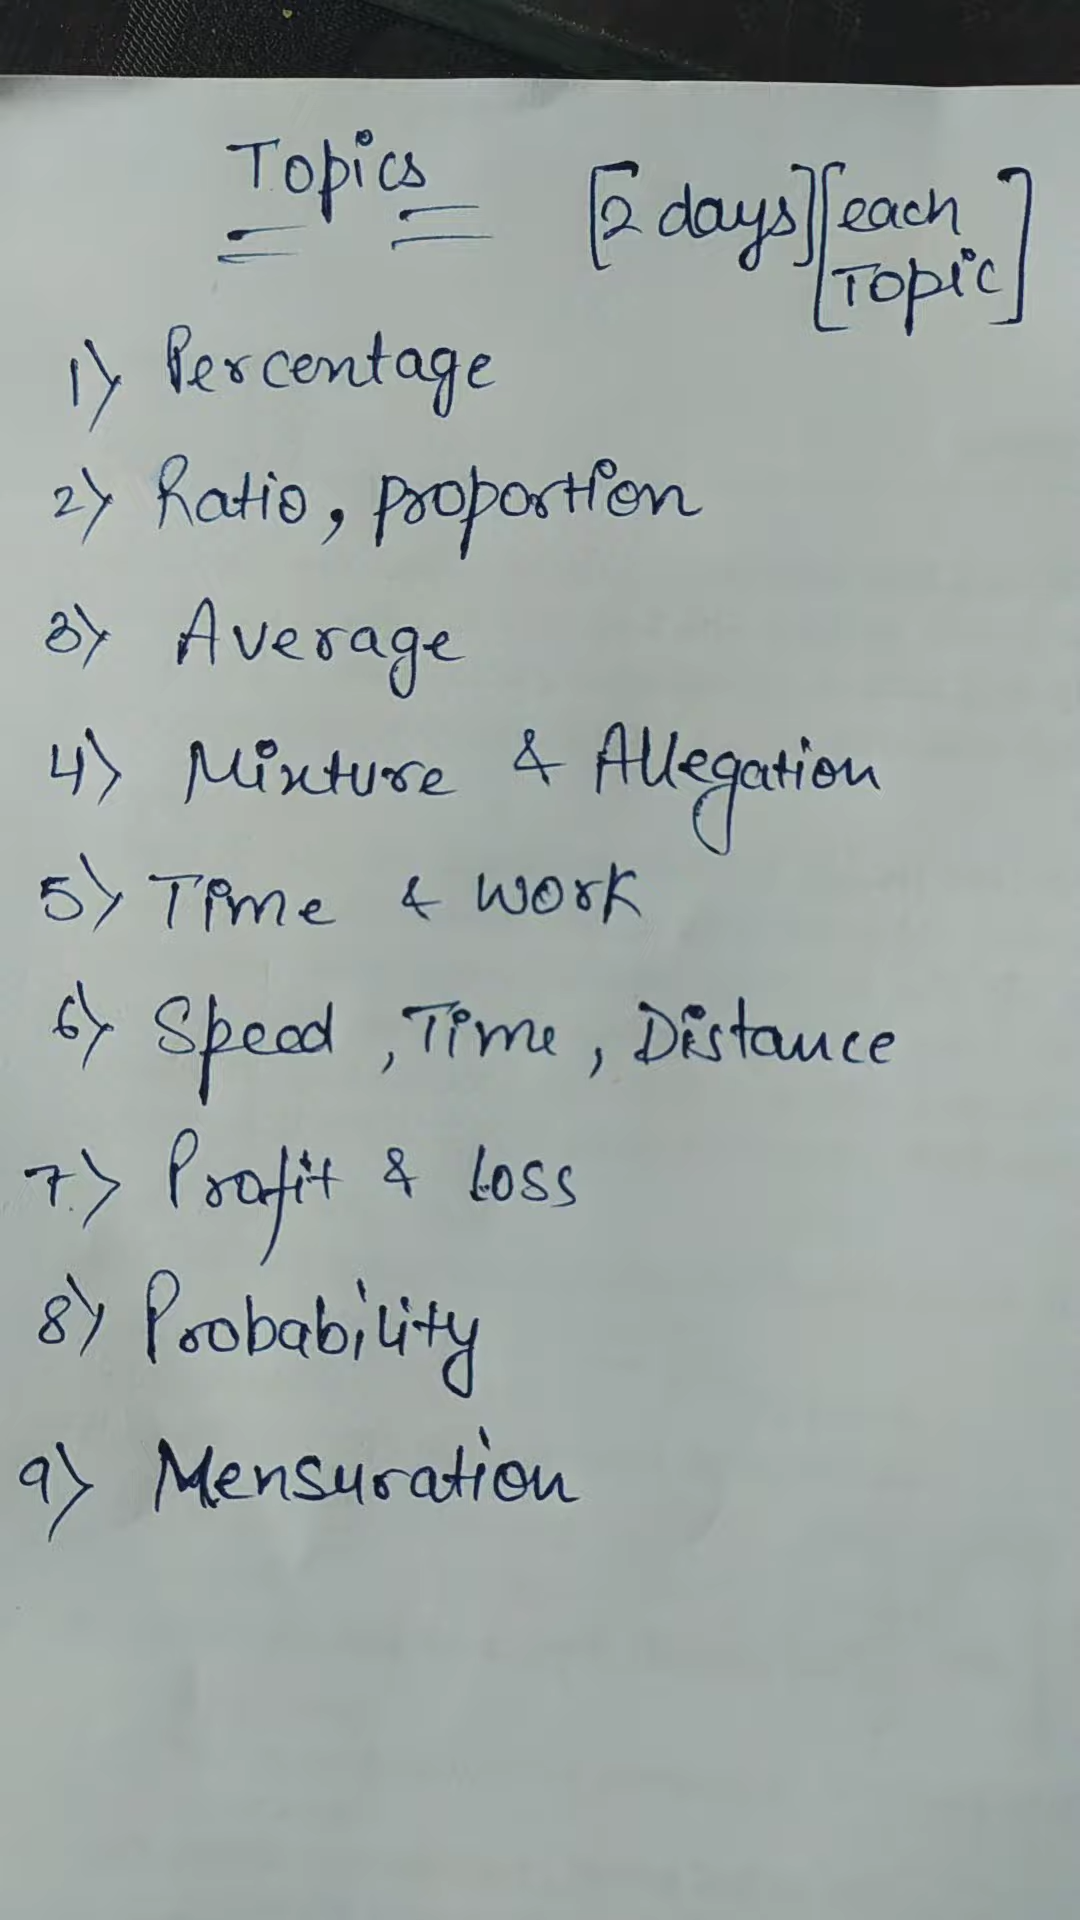 Topics [2 days] [each Topic]
1) Percentage
2) Ratio, proportion
3) Average
4) Mixture & Allegation
5) Time & work
6) Speed, Time, Distance
7) Profit & Loss
8) Probability
9) Mensuration